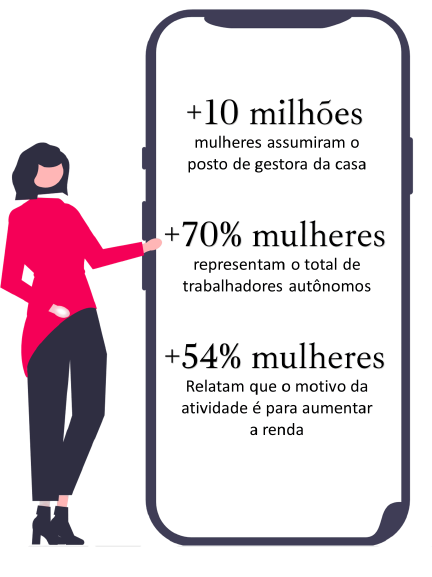 +10 milhões
mulheres assumiram o
posto de gestora da casa
+70% mulheres
representam o total de
trabalhadores autônomos
+54% mulheres
Relatam que o motivo da
atividade é para aumentar
a renda